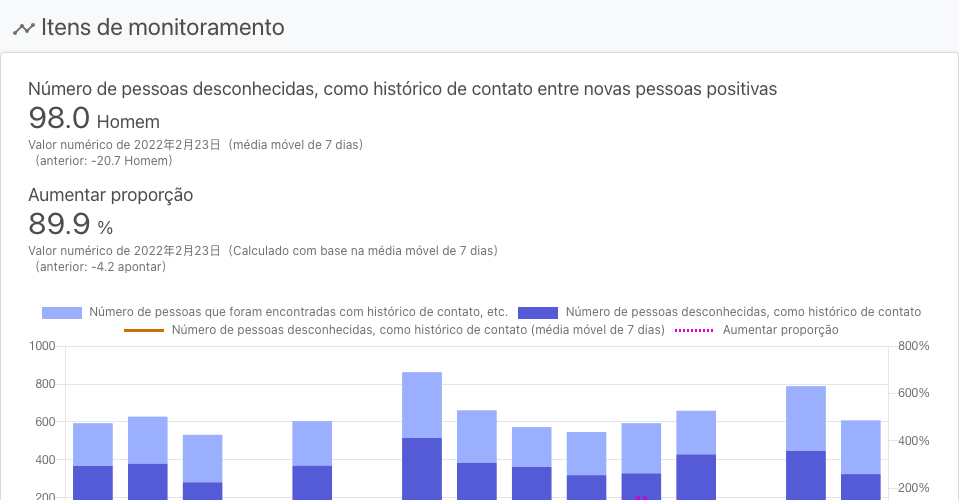 Itens de monitoramento
Número de pessoas desconhecidas, como histórico de contato entre novas pessoas positivas
98.0 Homem
Valor numérico de 2022年2月23日（média móvel de 7 dias)
（anterior: -20.7 Homem)
Aumentar proporção
89.9 %
Valor numérico de 2022年2月23日（Calculado com base na média móvel de 7 dias)
（anterior: -4.2 apontar)
Número de pessoas que foram encontradas com histórico de contato, etc. Número de pessoas desconhecidas, como histórico de contato
Número de pessoas desconhecidas, como histórico de contato (média móvel de 7 dias) Aumentar proporção
1000 800%
800
600%
600
400%
400
200%
200